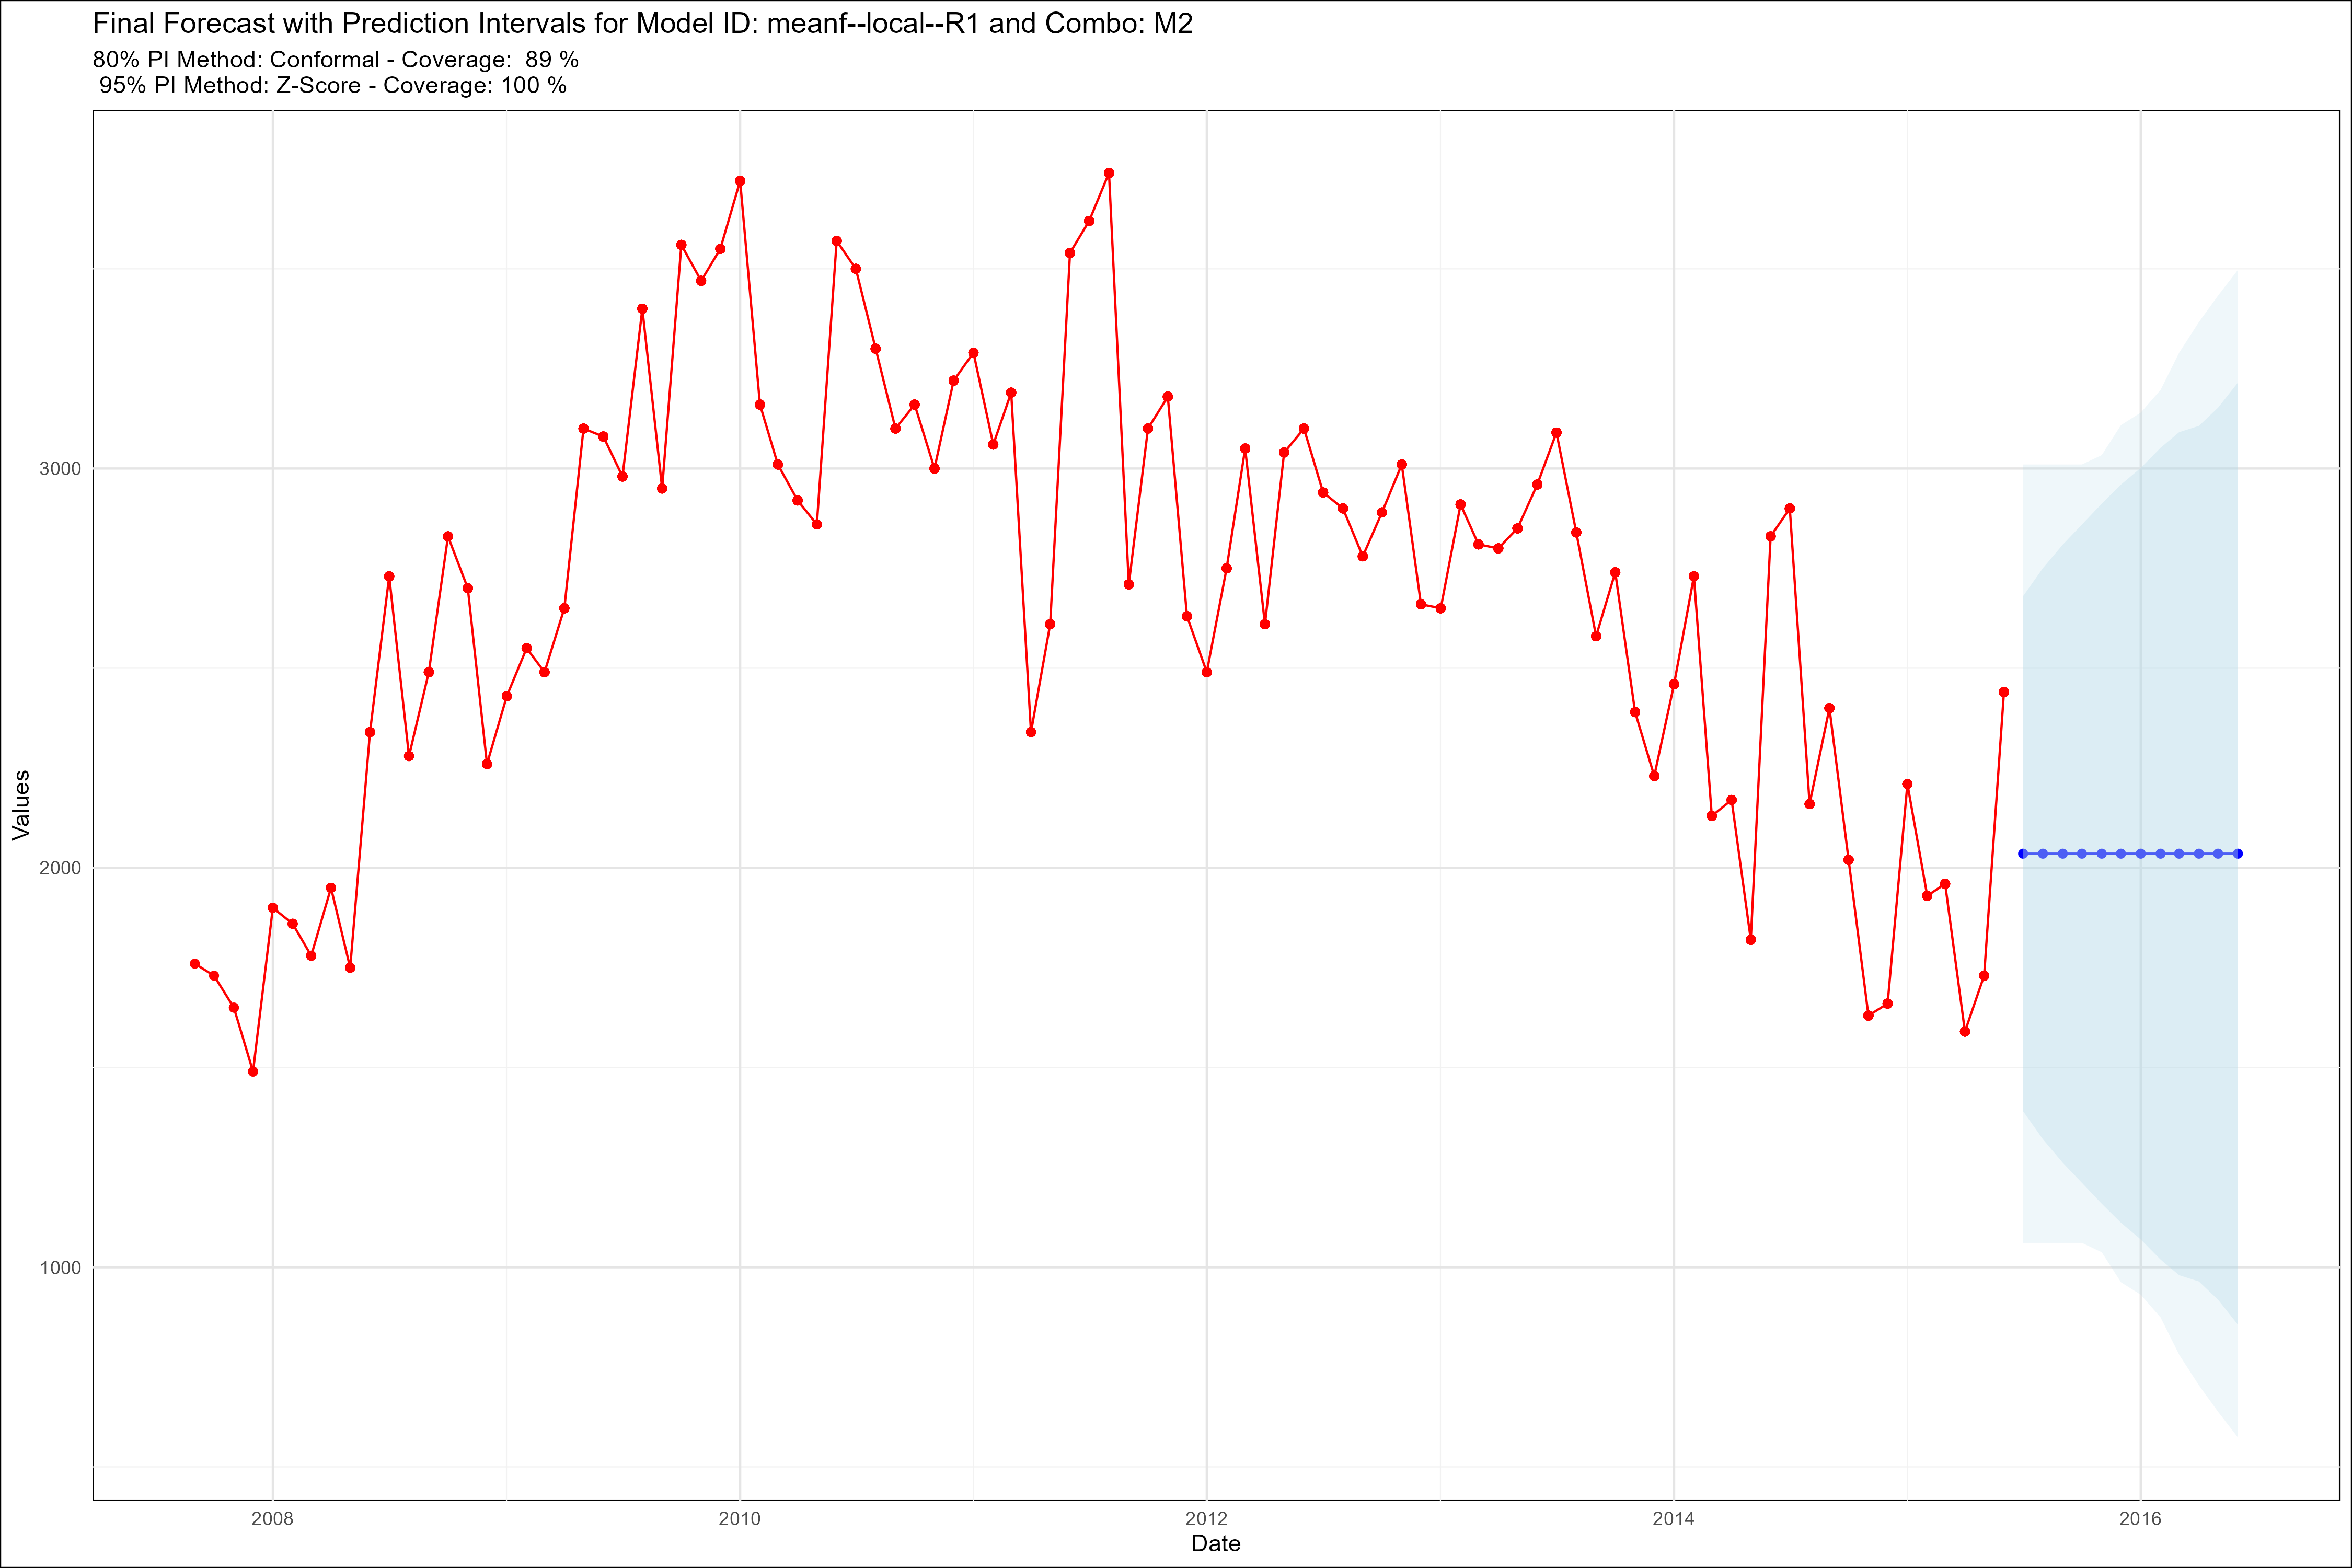 Final Forecast with Prediction Intervals for Model ID: meanf--local--R1 and Combo: M2
80% PI Method: Conformal - Coverage:  89 %
95% PI Method: Z-Score - Coverage: 100 %
Values
3000
2000
1000
2008
2010
2012
2014
2016
Date